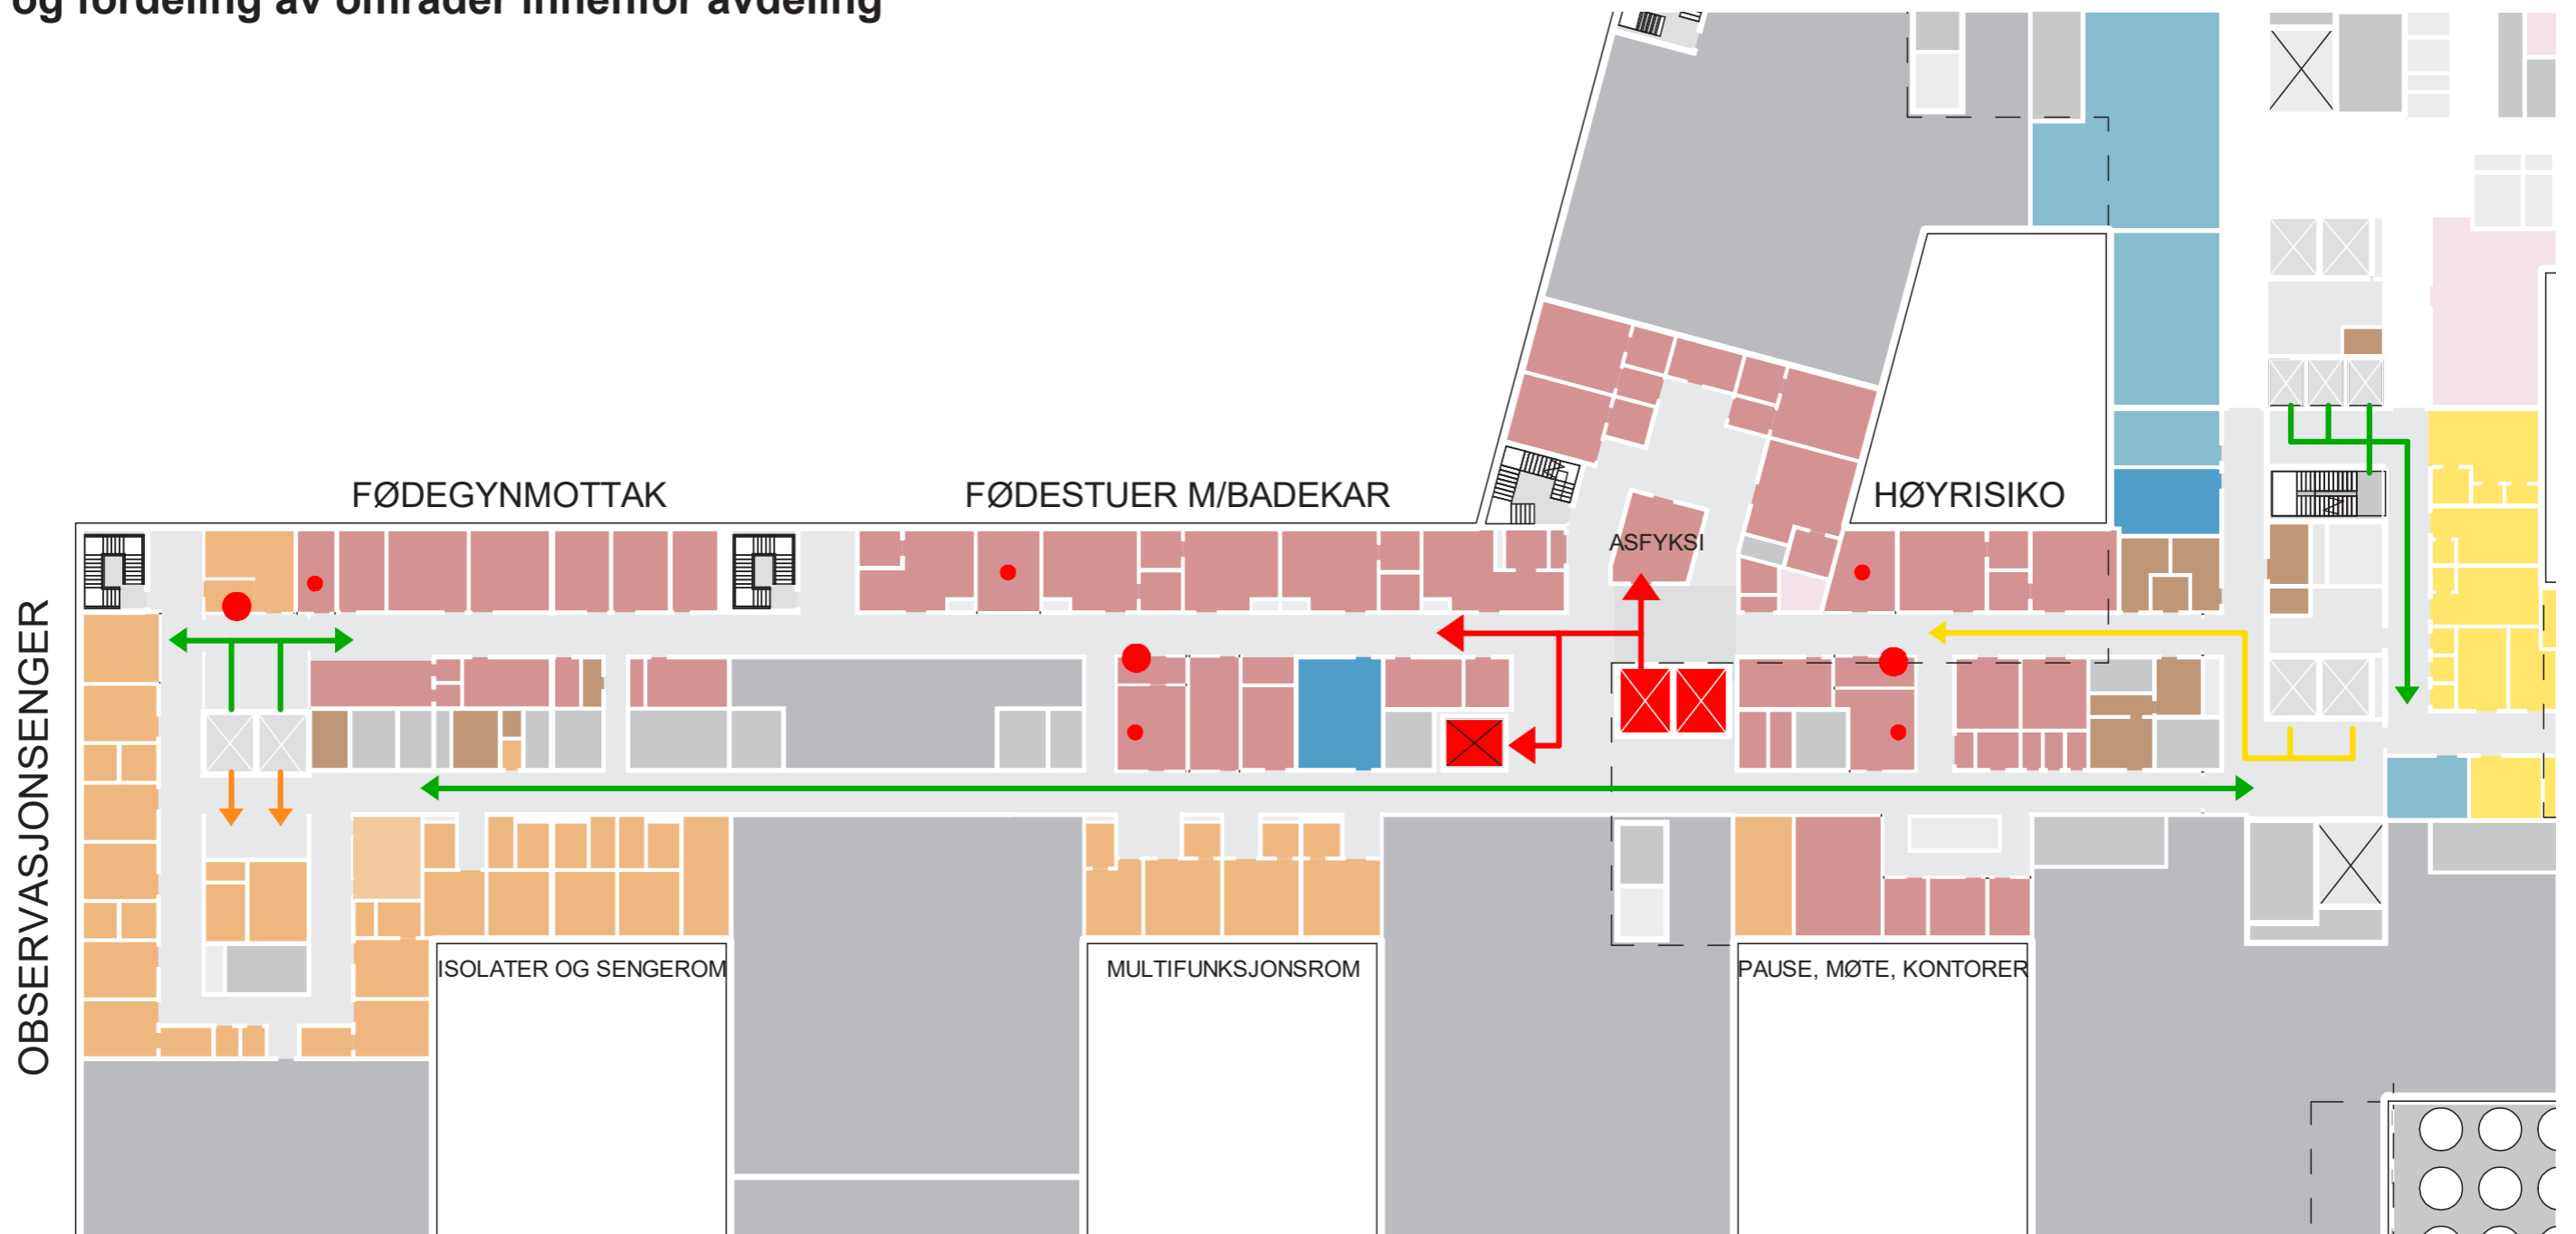 og fordeling av områder innenfor avdeling
FØDEGYNMOTTAK
FØDESTUER M/BADEKAR
HØYRISIKO
ASFYKSI
OBSERVASJONSENGER
ISOLATER OG SENGEROM
MULTIFUNKSJONSROM
PAUSE, MØTE, KONTORER